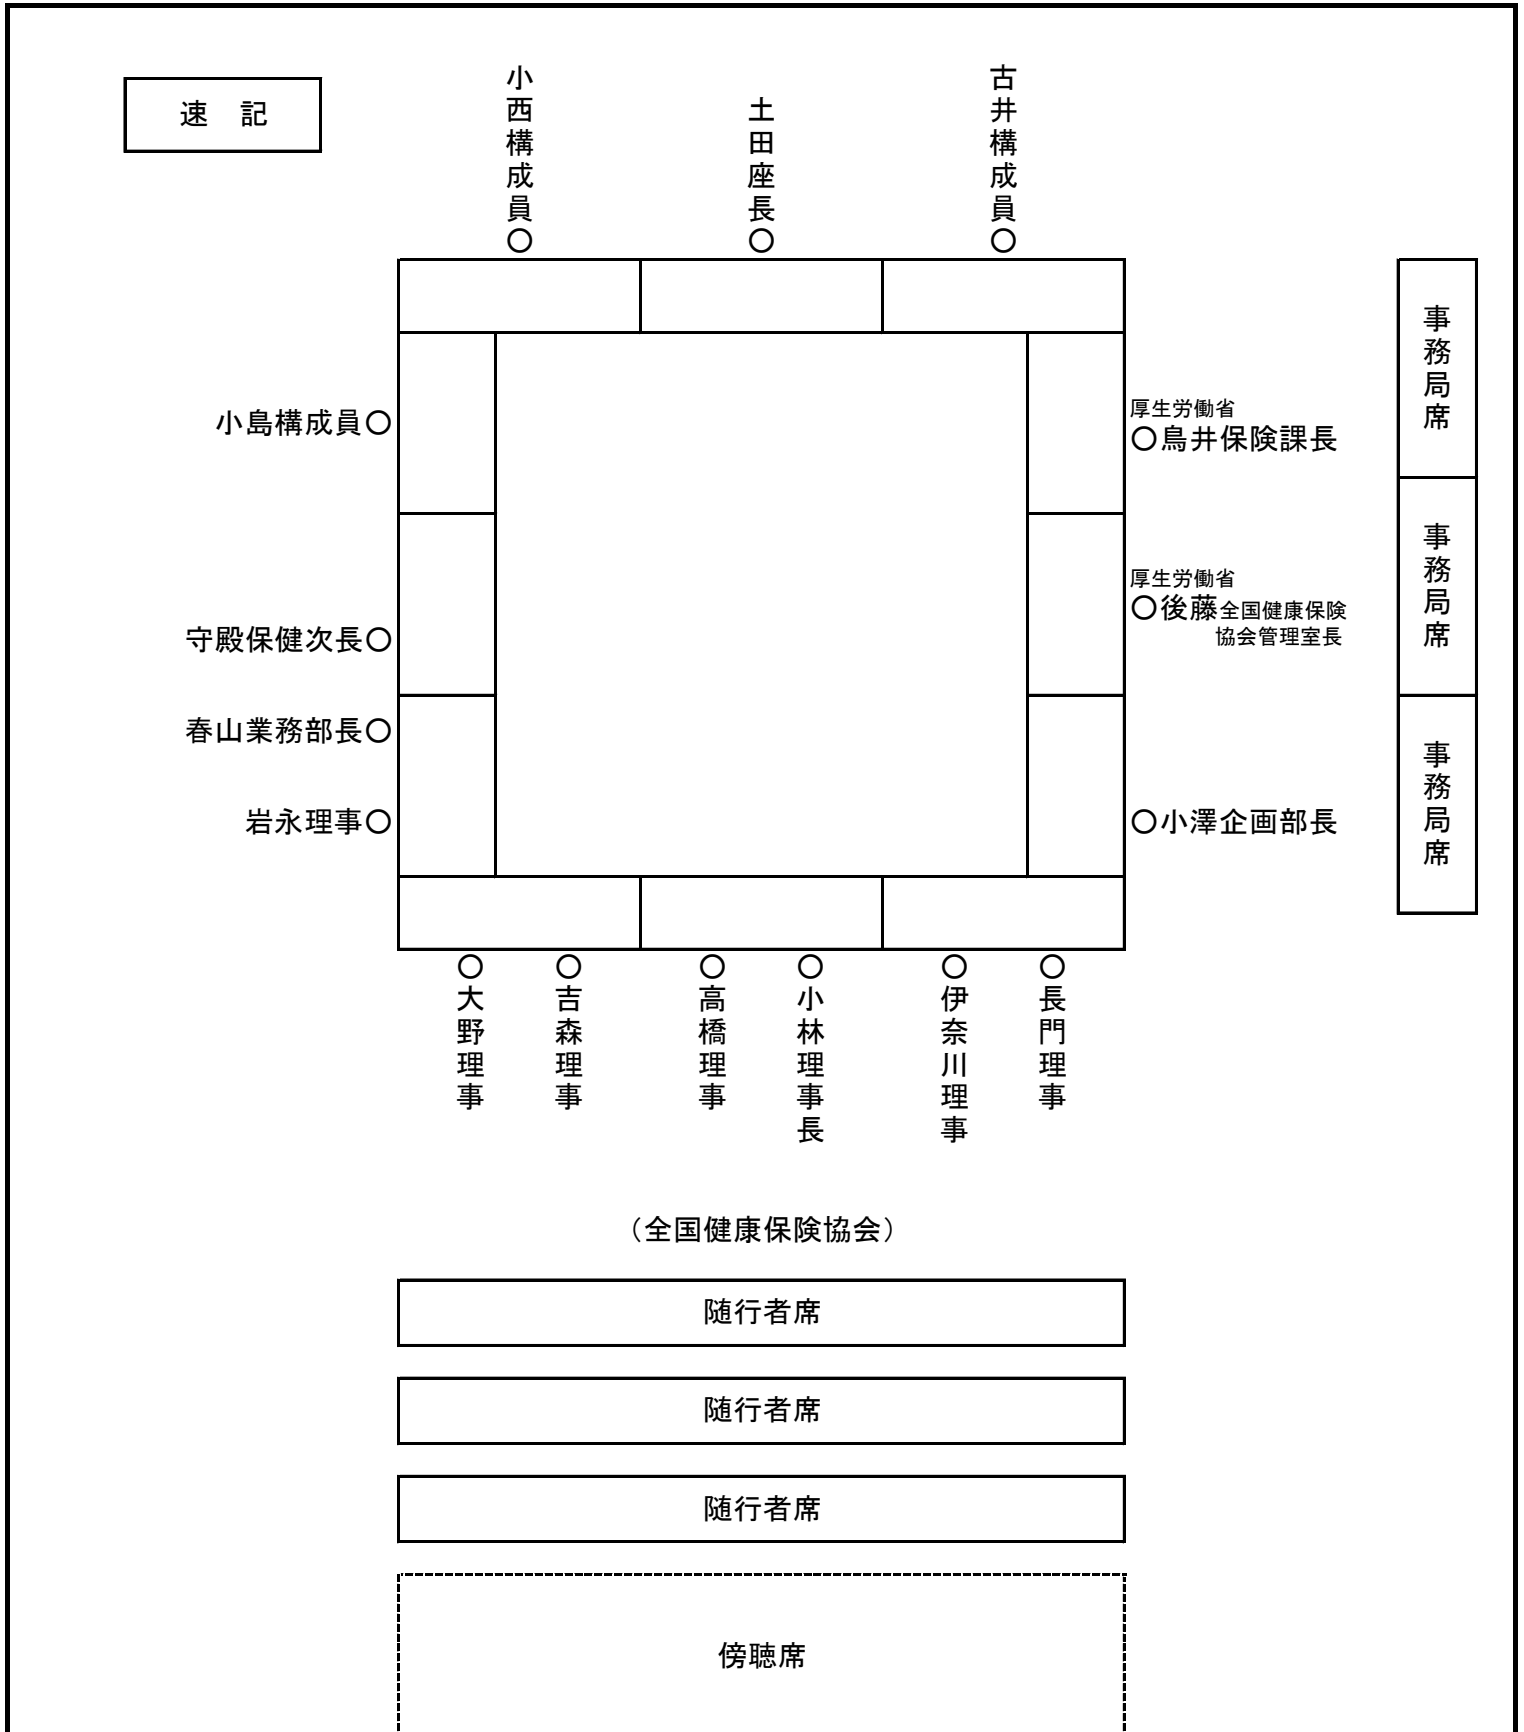 速　記
小西構成員○
土田座長○
古井構成員○
小島構成員○
守殿保健次長○
春山業務部長○
岩永理事○
厚生労働省
○鳥井保険課長
厚生労働省
○後藤全国健康保険
協会管理室長
○小澤企画部長
事務局席
事務局席
事務局席
○大野理事
○吉森理事
○高橋理事
○小林理事長
○伊奈川理事
○長門理事
（全国健康保険協会）
随行者席
随行者席
随行者席
傍聴席